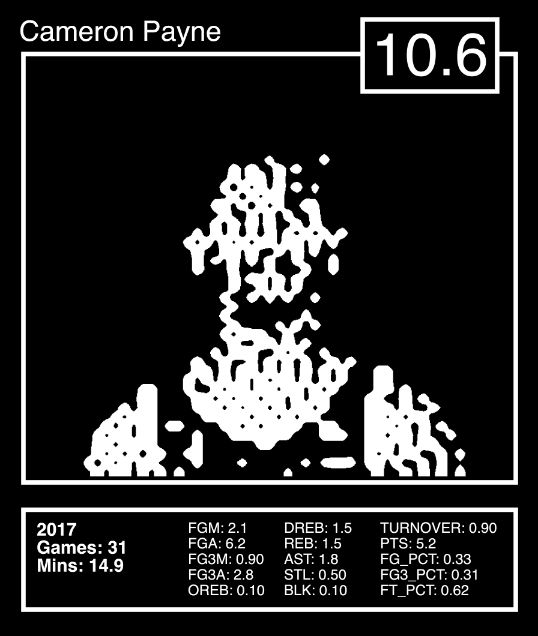 Cameron Payne
10.6
2017
Games: 31
Mins: 14.9
FGM: 2.1
FGA: 6.2
FG3M: 0.90
FG3A: 2.8
OREB: 0.10
DREB: 1.5
REB: 1.5
AST: 1.8
STL: 0.50
BLK: 0.10
TURNOVER: 0.90
PTS: 5.2
FG_PCT: 0.33
FG3_PCT: 0.31
FT_PCT: 0.62